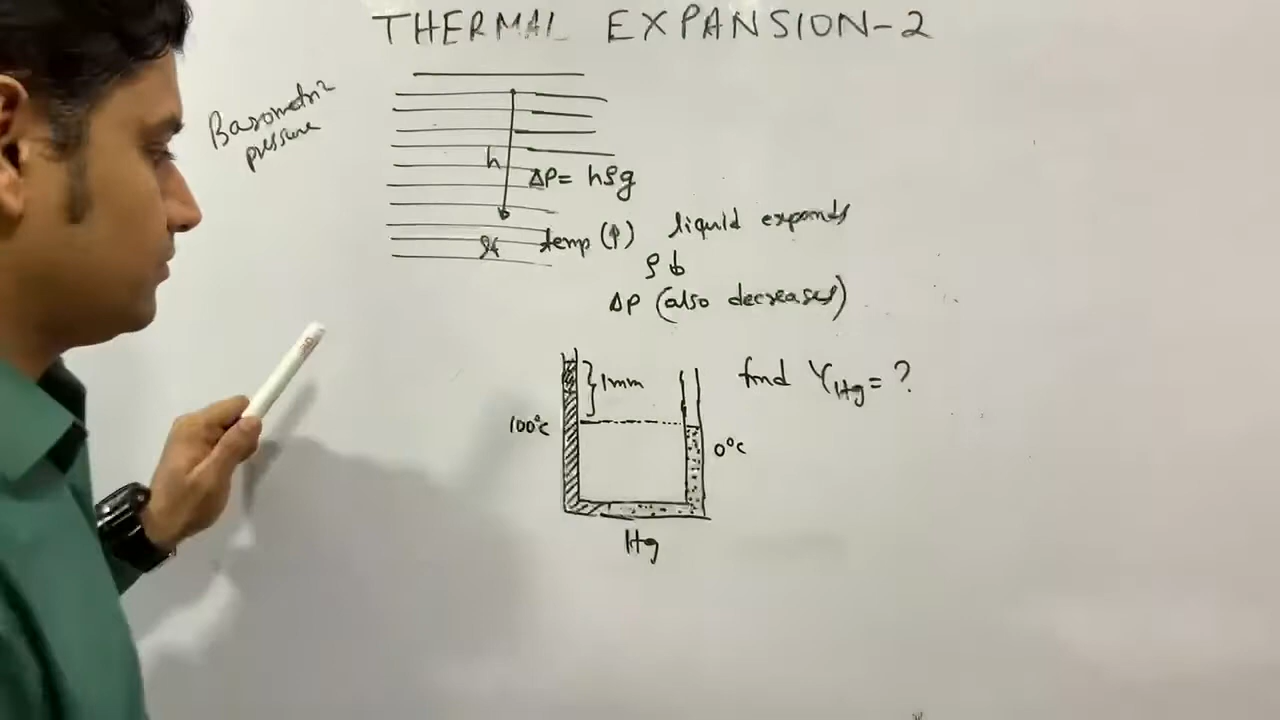 THERMAL EXPANSION-2
Barometric
pressure
h
ΔP = hρg
temp (↑) liquid expands
ρ↓
ΔP (also decreases)
1mm
find γHg = ?
100°C
0°C
Hg